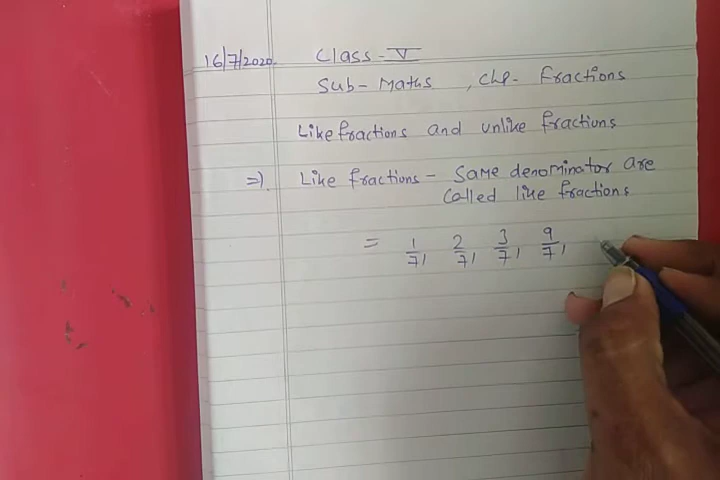 16/7/2020. Class - V
Sub- Maths , Chp- Fractions
Like fractions and unlike fractions
=>). Like fractions - Same denominator are
called like fractions
= 1/7, 2/7, 3/7, 9/7,